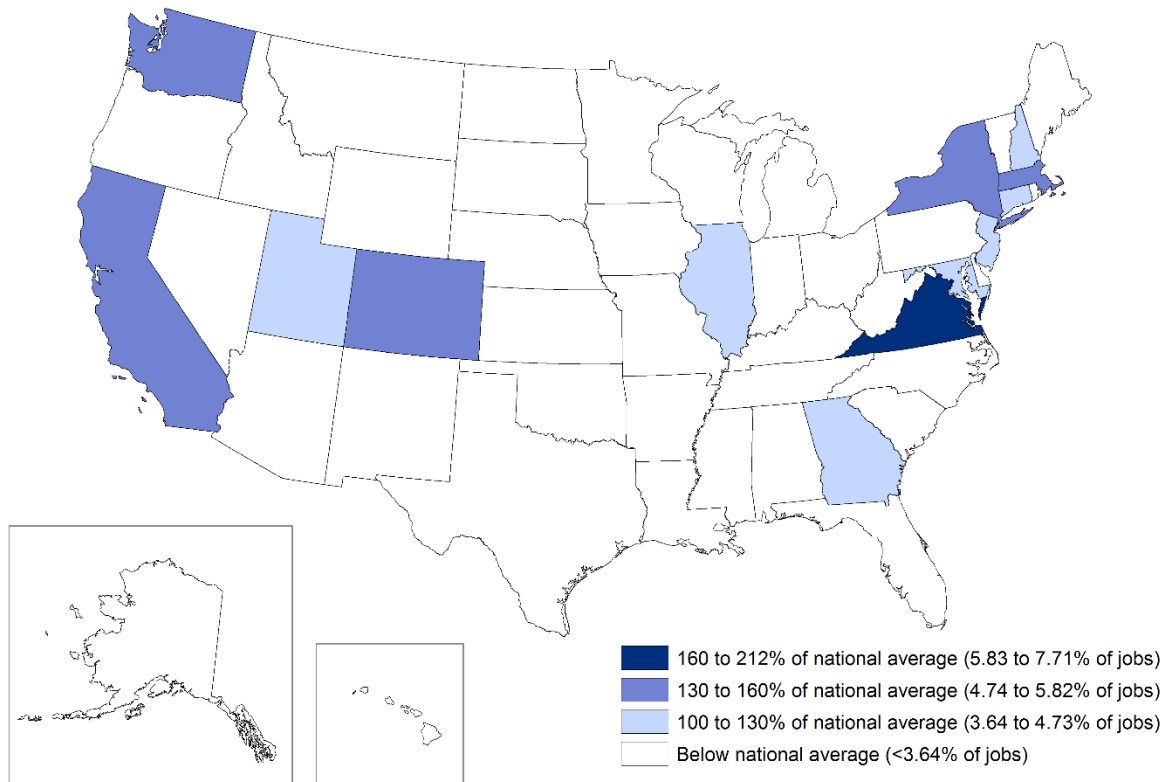 160 to 212% of national average (5.83 to 7.71% of jobs)
130 to 160% of national average (4.74 to 5.82% of jobs)
100 to 130% of national average (3.64 to 4.73% of jobs)
Below national average (<3.64% of jobs)